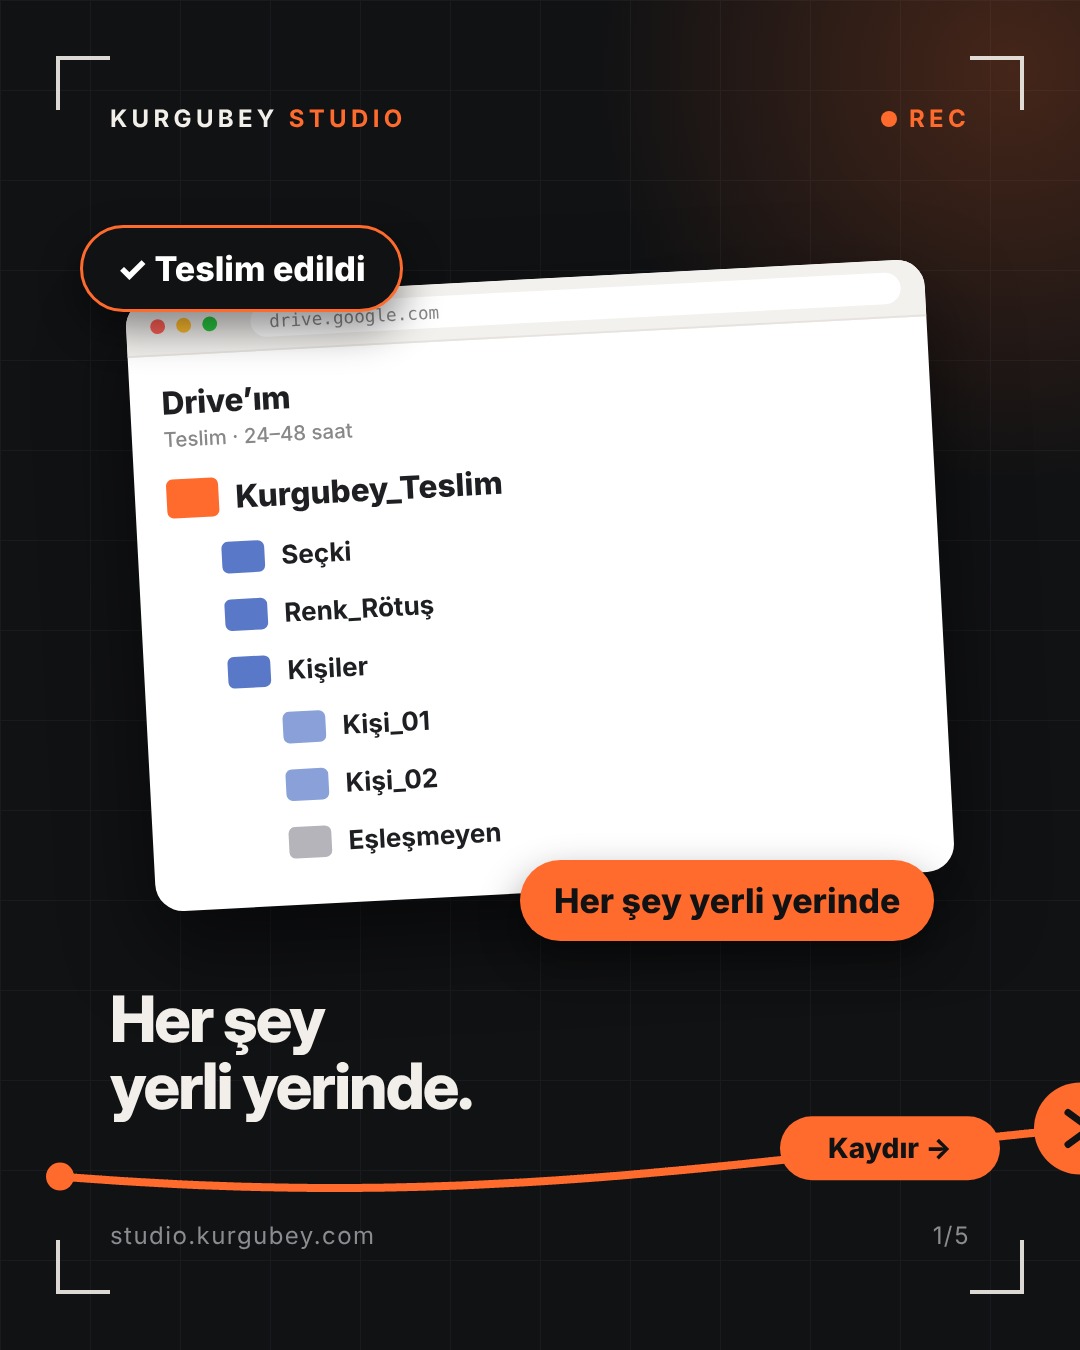 KURGUBEY STUDIO
REC
✓ Teslim edildi
drive.google.com
Drive’ım
Teslim · 24–48 saat
Kurgubey_Teslim
Seçki
Renk_Rötuş
Kişiler
Kişi_01
Kişi_02
Eşleşmeyen
Her şey yerli yerinde
Her şey
yerli yerinde.
Kaydır →
studio.kurgubey.com
1/5